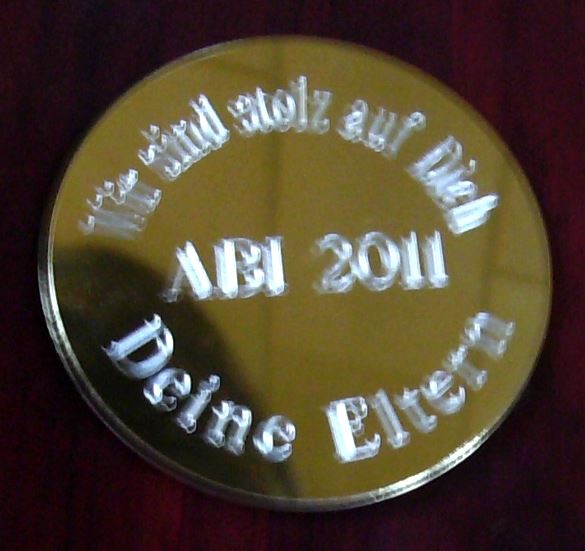 Wir sind stolz auf Dich
ABI 2011
Deine Eltern